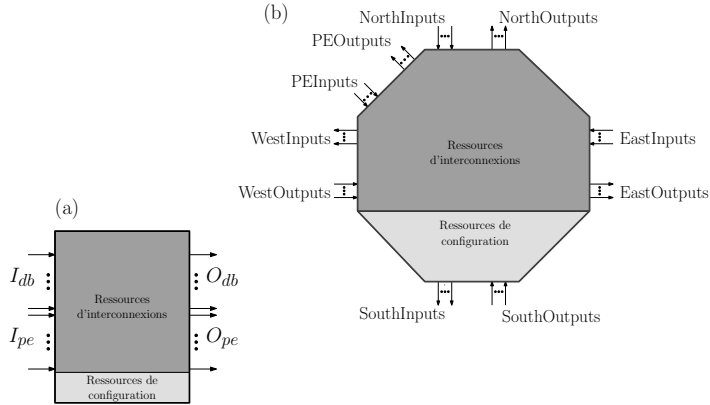 (b)
NorthInputs
NorthOutputs
PEOutputs
PEInputs
WestInputs
EastInputs
Ressources
d'interconnexions
WestOutputs
EastOutputs
Ressources de
configuration
SouthInputs
SouthOutputs
(a)
I_db
O_db
Ressources
d'interconnexions
I_pe
O_pe
Ressources de
configuration